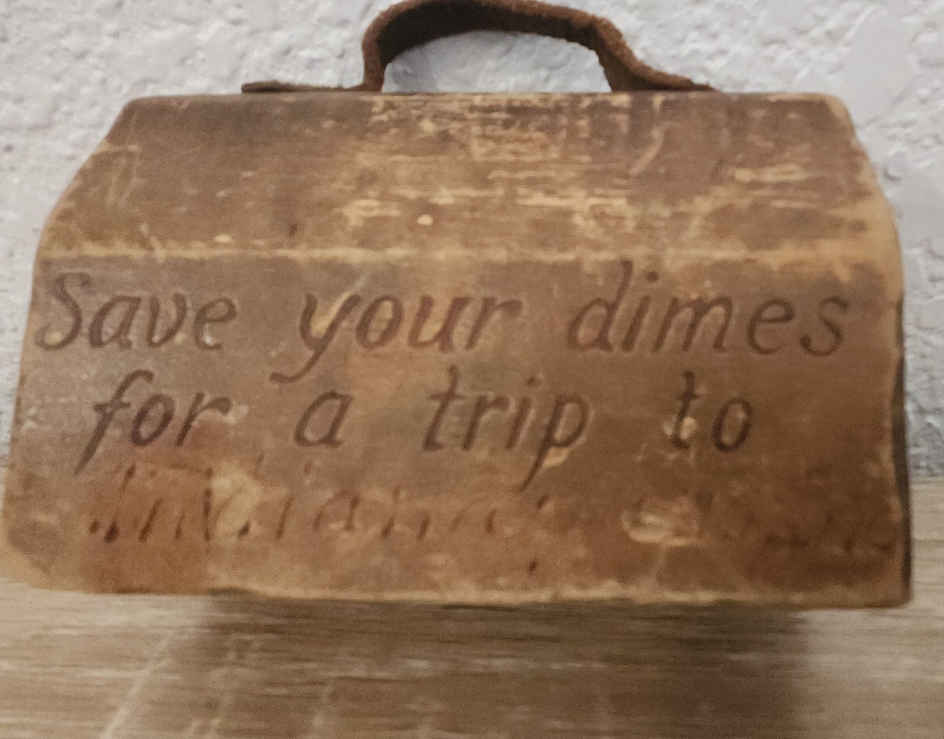 Save your dimes
for a trip to